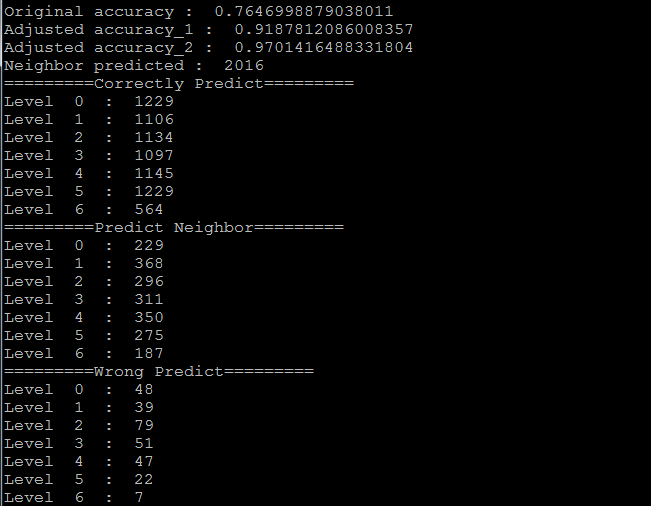 Original accuracy :  0.7646998879038011
Adjusted accuracy_1 :  0.9187812086008357
Adjusted accuracy_2 :  0.9701416488331804
Neighbor predicted :  2016
=========Correctly Predict=========
Level  0  :  1229
Level  1  :  1106
Level  2  :  1134
Level  3  :  1097
Level  4  :  1145
Level  5  :  1229
Level  6  :  564
=========Predict Neighbor=========
Level  0  :  229
Level  1  :  368
Level  2  :  296
Level  3  :  311
Level  4  :  350
Level  5  :  275
Level  6  :  187
=========Wrong Predict=========
Level  0  :  48
Level  1  :  39
Level  2  :  79
Level  3  :  51
Level  4  :  47
Level  5  :  22
Level  6  :  7